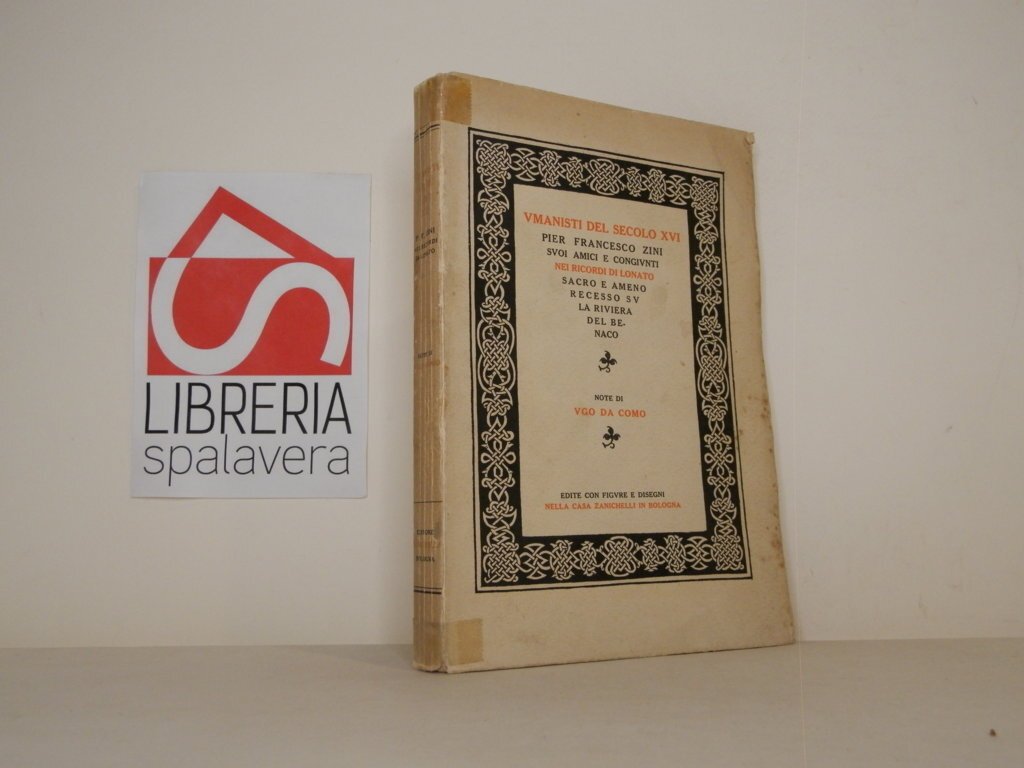 LIBRERIA
spalavera
VMANISTI DEL SECOLO XVI
PIER FRANCESCO ZINI
SVOI AMICI E CONGIVNTI
NEI RICORDI DI LONATO
SACRO E AMENO
RECESSO SV
LA RIVIERA
DEL BE-
NACO
NOTE DI
VGO DA COMO
EDITE CON FIGVRE E DISEGNI
NELLA CASA ZANICHELLI IN BOLOGNA
BOLOGNA